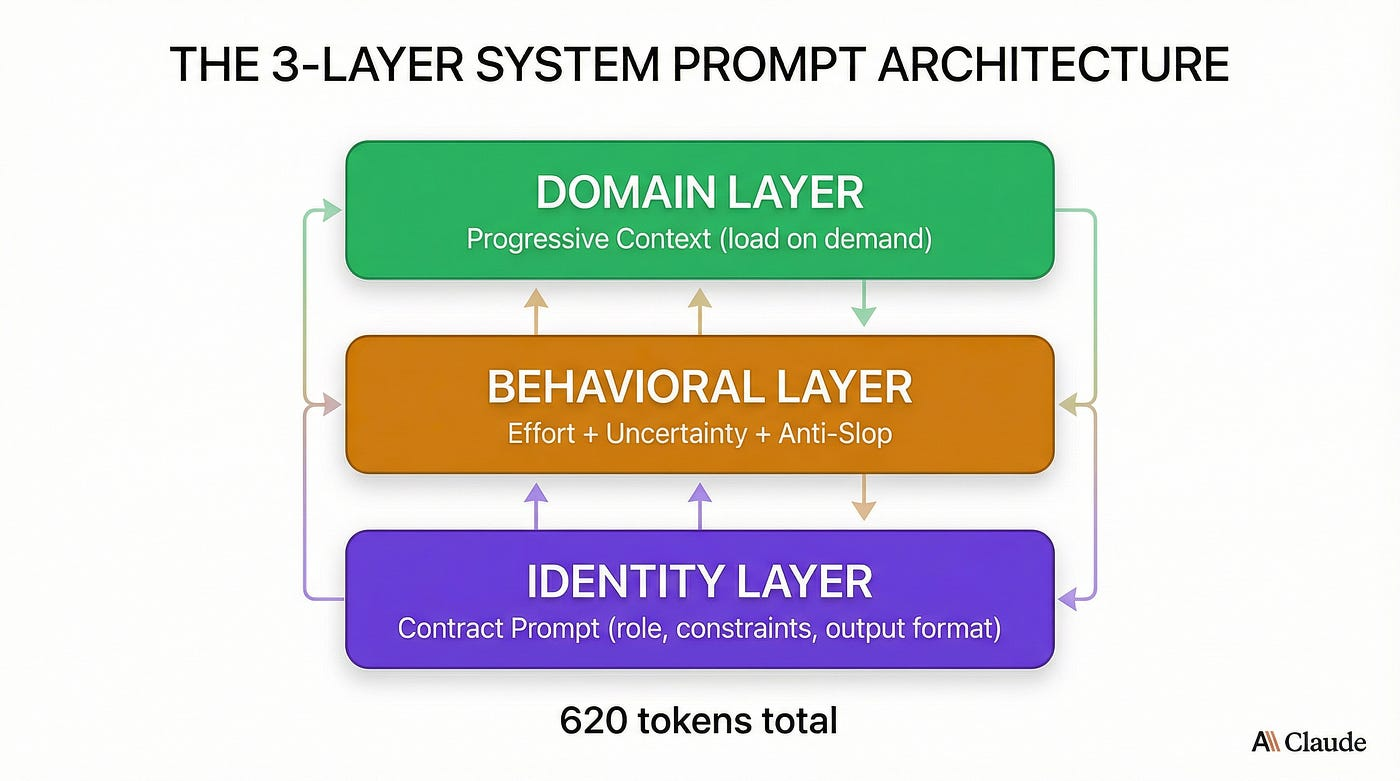 THE 3-LAYER SYSTEM PROMPT ARCHITECTURE
DOMAIN LAYER
Progressive Context (load on demand)
BEHAVIORAL LAYER
Effort + Uncertainty + Anti-Slop
IDENTITY LAYER
Contract Prompt (role, constraints, output format)
620 tokens total
A\\ Claude